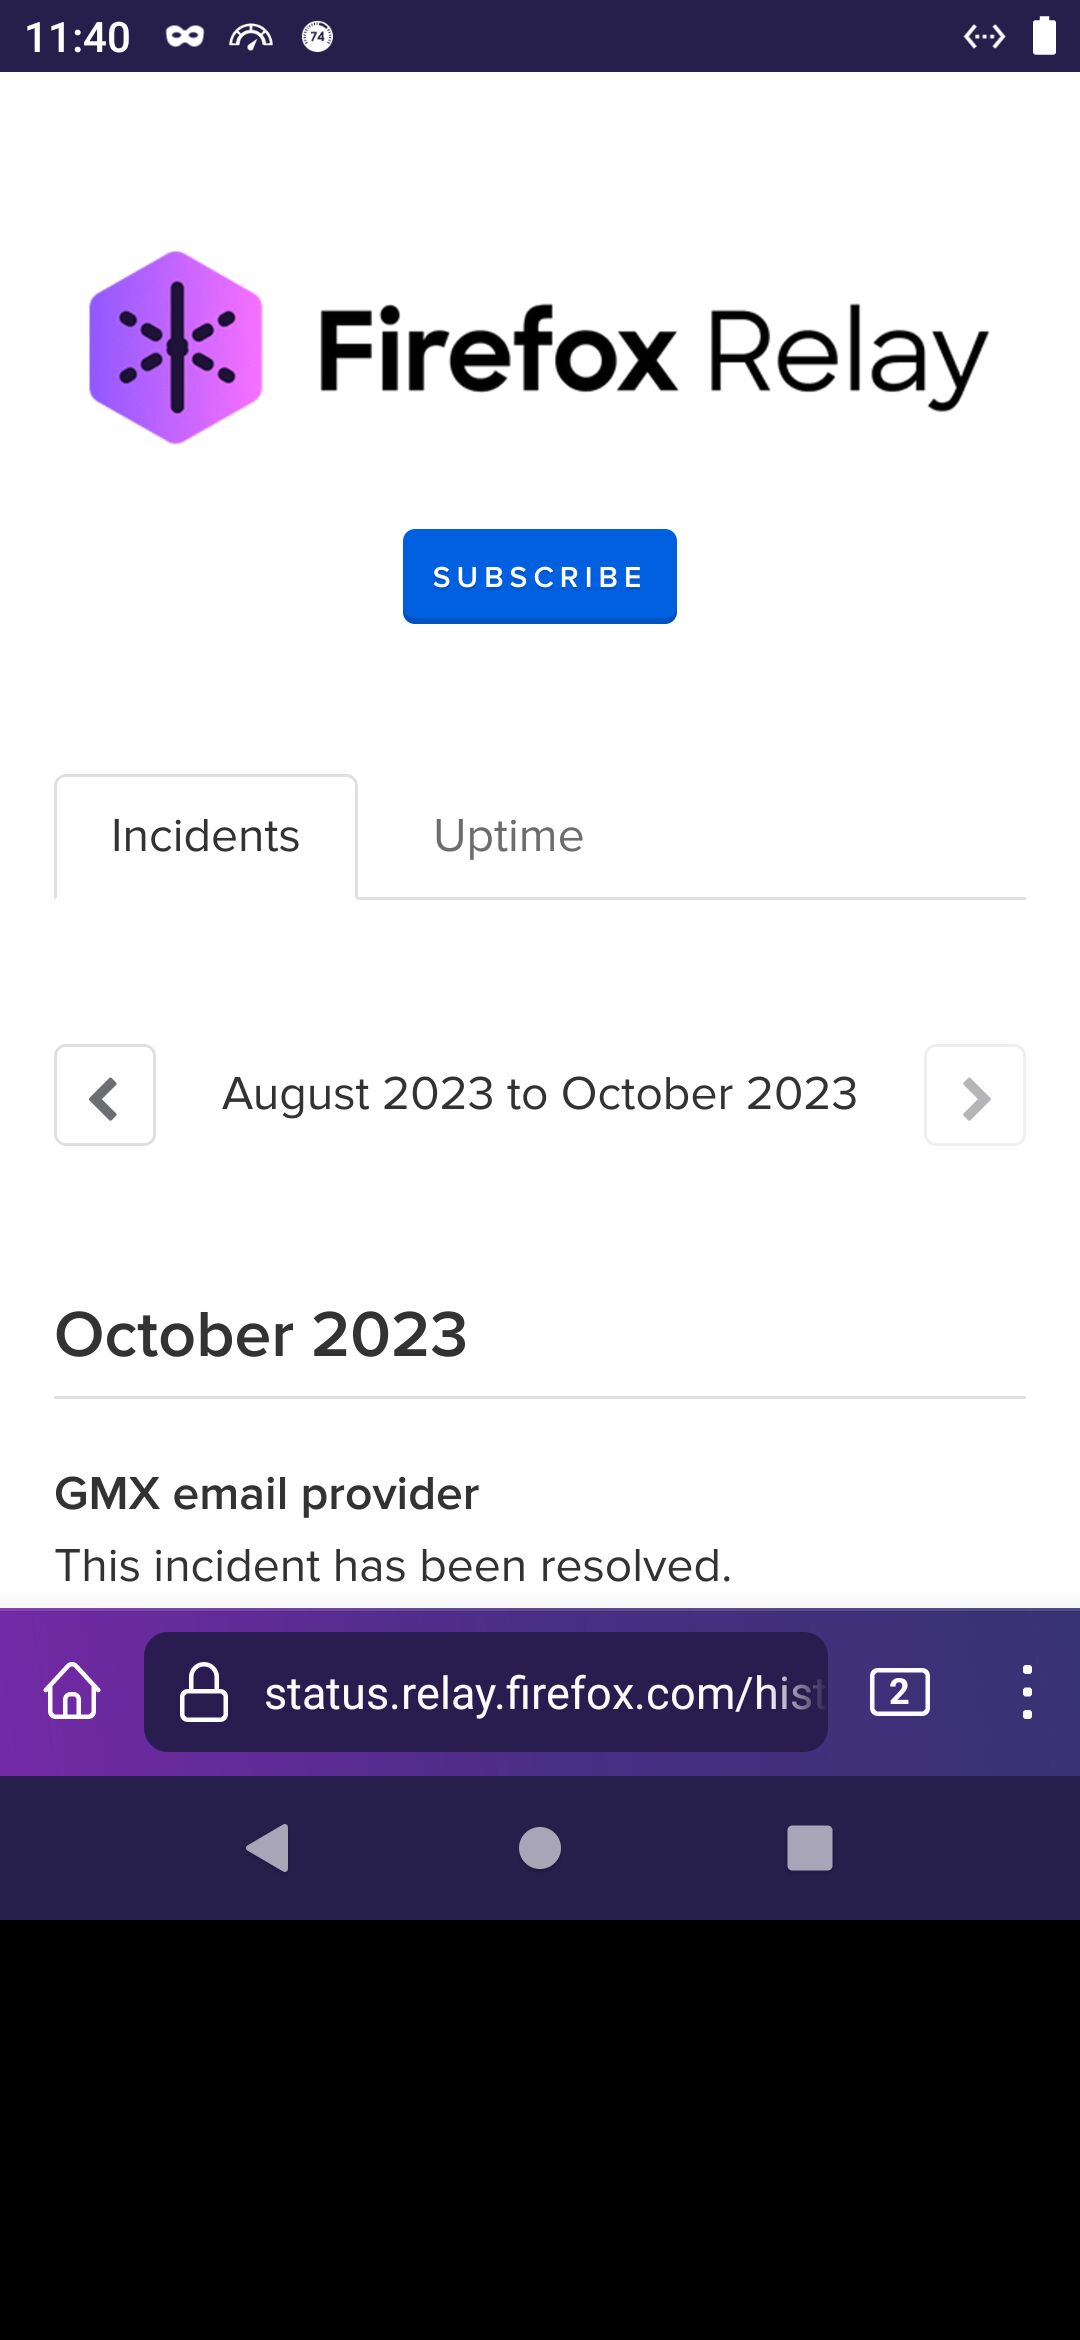 11:40
74
Firefox Relay
SUBSCRIBE
Incidents
Uptime
August 2023 to October 2023
October 2023
GMX email provider
This incident has been resolved.
status.relay.firefox.com/hist
2